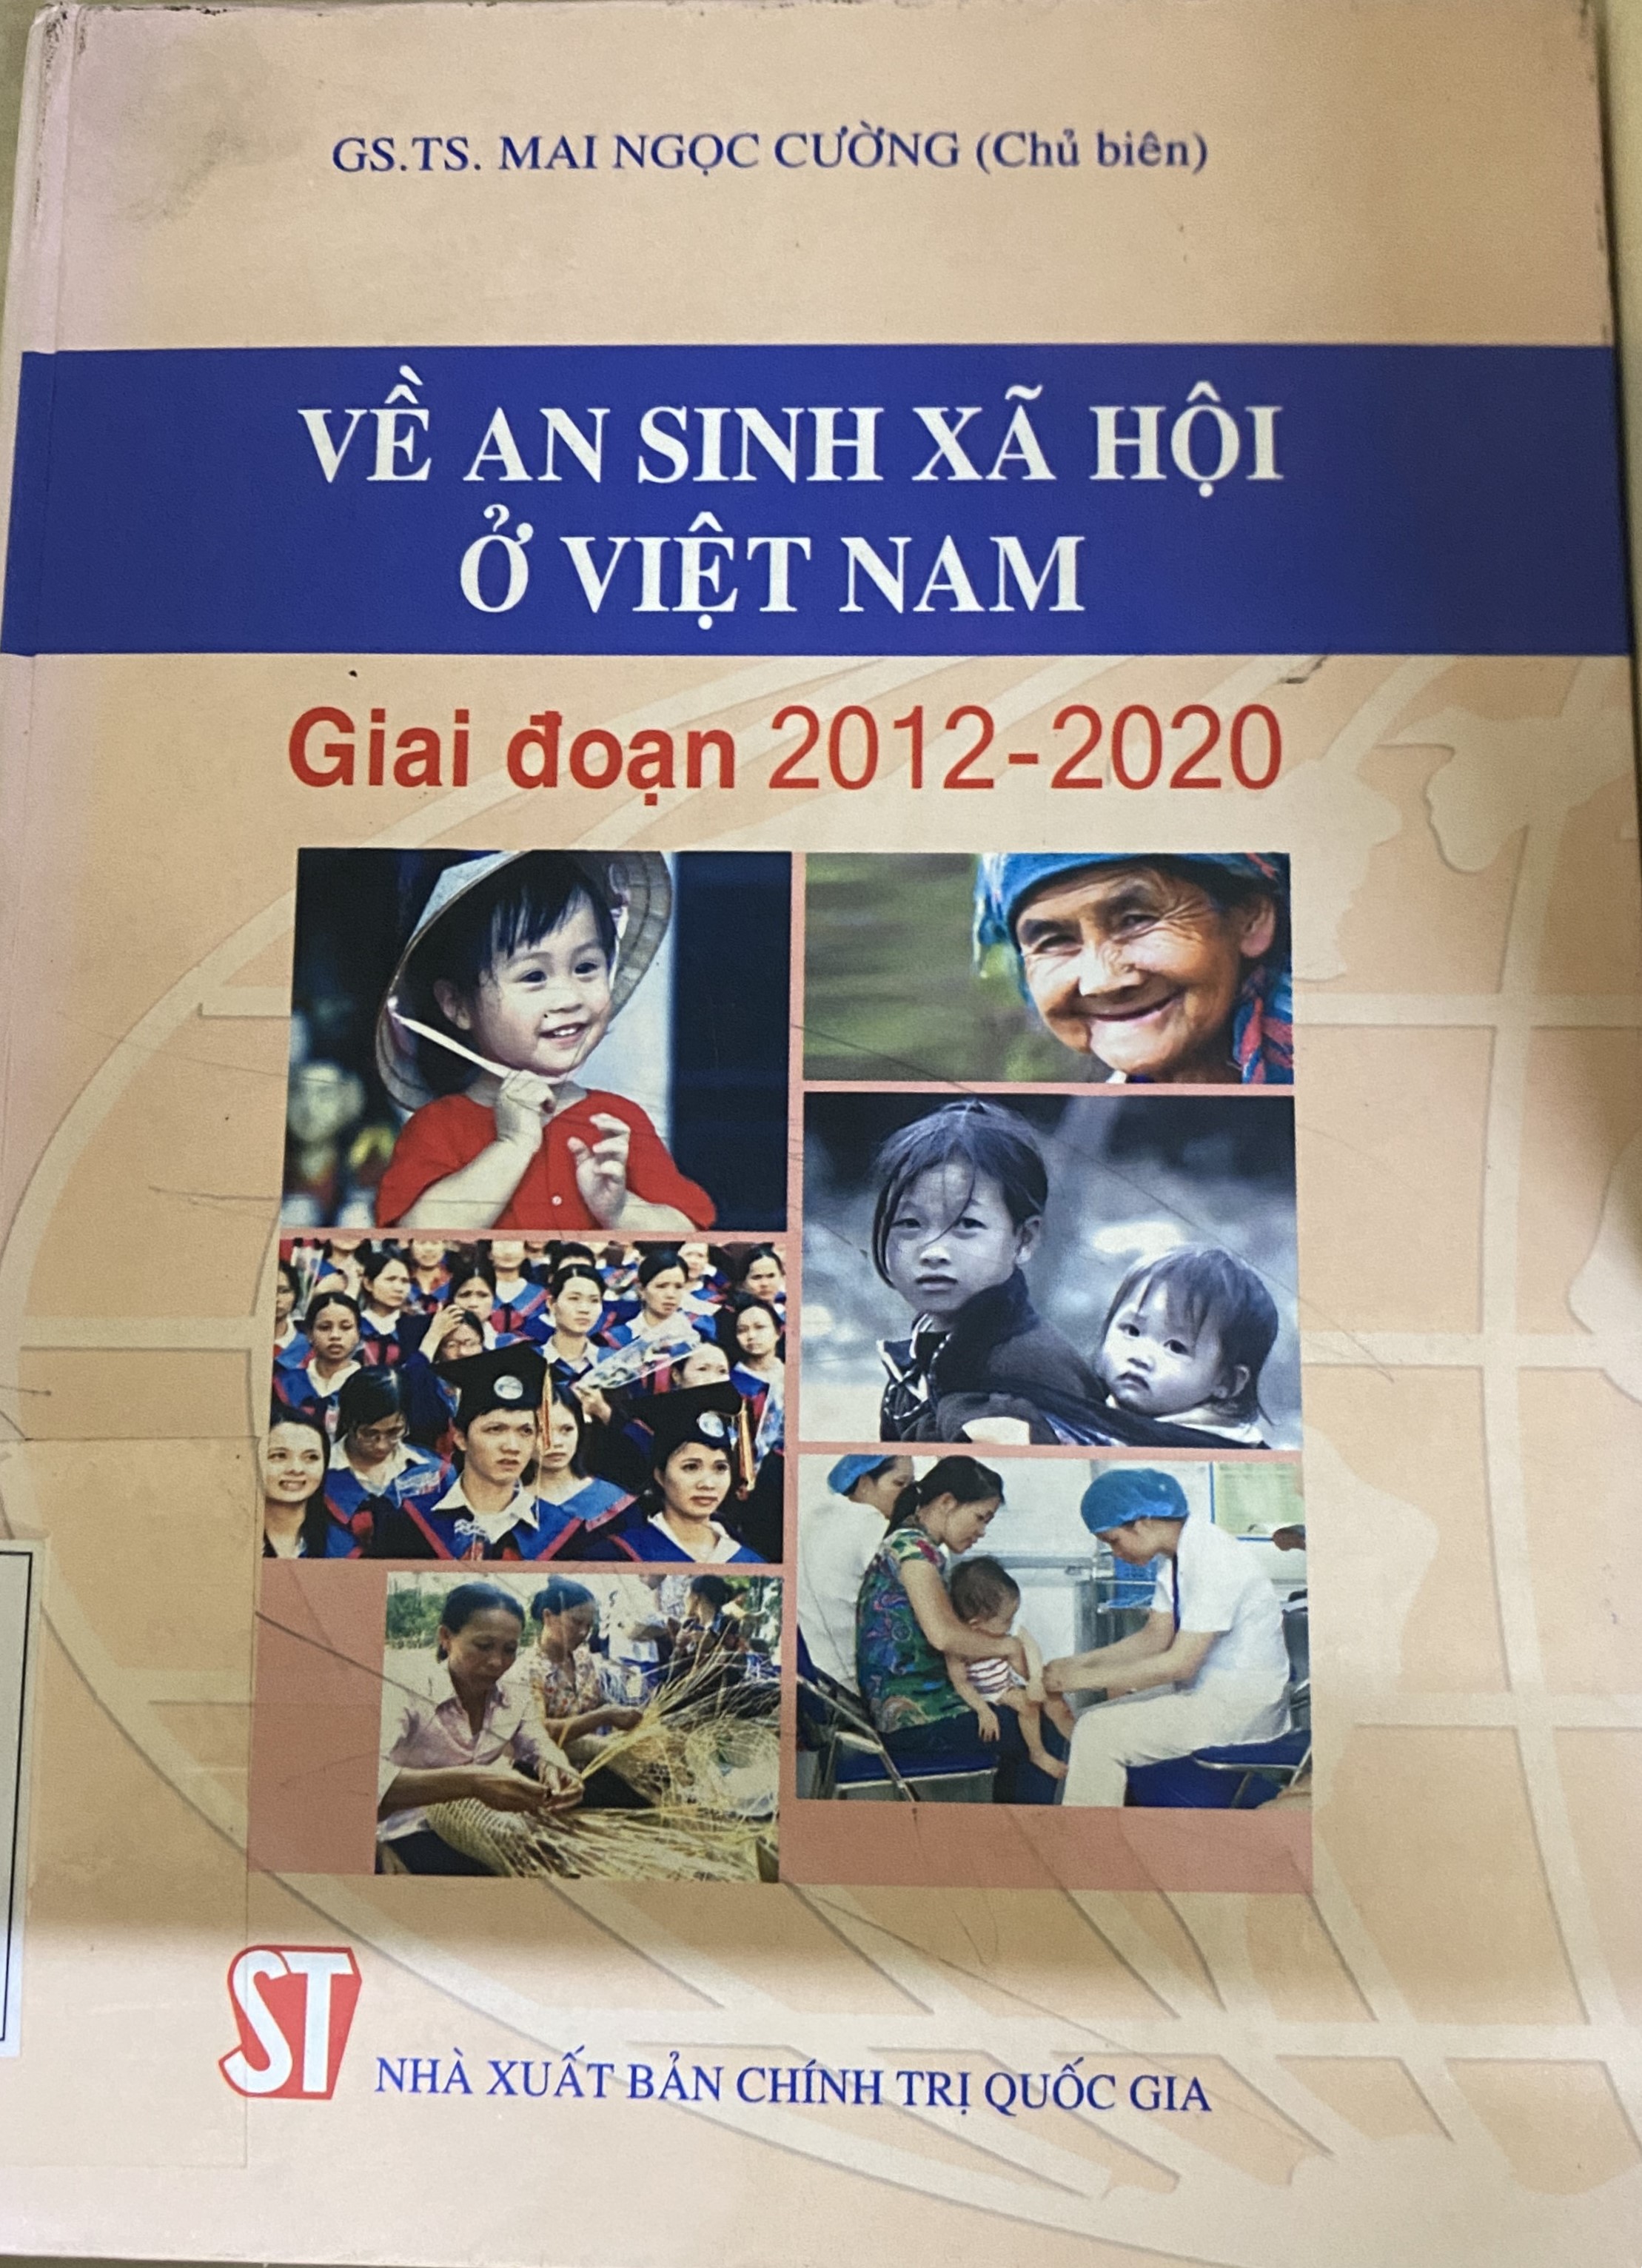 GS.TS. MAI NGỌC CƯỜNG (Chủ biên)
VỀ AN SINH XÃ HỘI
Ở VIỆT NAM
Giai đoạn 2012-2020
ST
NHÀ XUẤT BẢN CHÍNH TRỊ QUỐC GIA